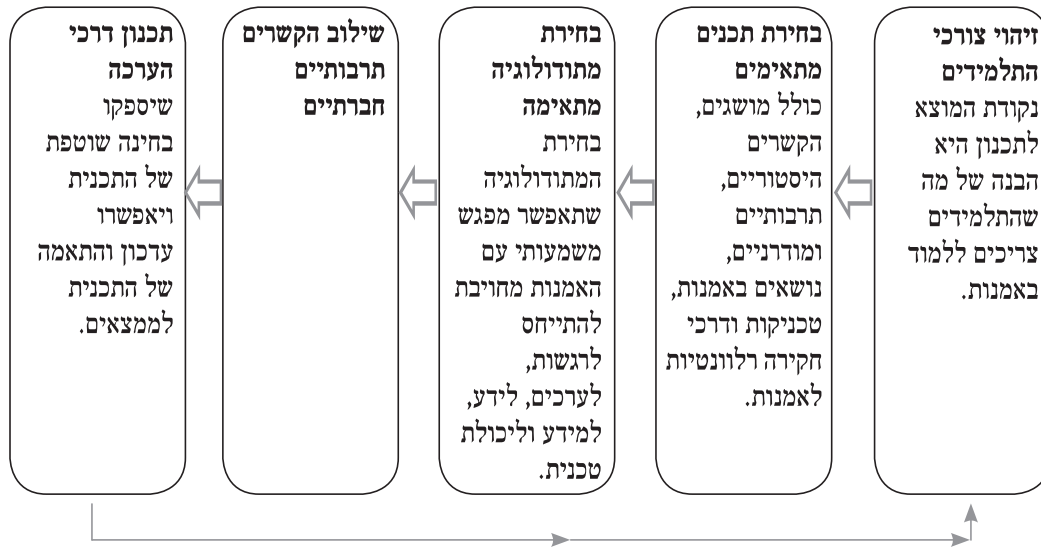 זיהוי צורכי
התלמידים
נקודת המוצא
לתכנון היא
הבנה של מה
שהתלמידים
צריכים ללמוד
באמנות.
בחירת תכנים
מתאימים
כולל מושגים,
הקשרים
היסטוריים,
תרבותיים
ומודרניים,
נושאים באמנות,
טכניקות ודרכי
חקירה רלוונטיות
לאמנות.
בחירת
מתודולוגיה
מתאימה
בחירת
המתודולוגיה
שתאפשר מפגש
משמעותי עם
האמנות מחויבת
להתייחס
לרגשות,
לערכים, לידע,
למידע וליכולת
טכנית.
שילוב הקשרים
תרבותיים
חברתיים
תכנון דרכי
הערכה
שיספקו
בחינה שוטפת
של התכנית
ויאפשרו
עדכון והתאמה
של התכנית
לממצאים.